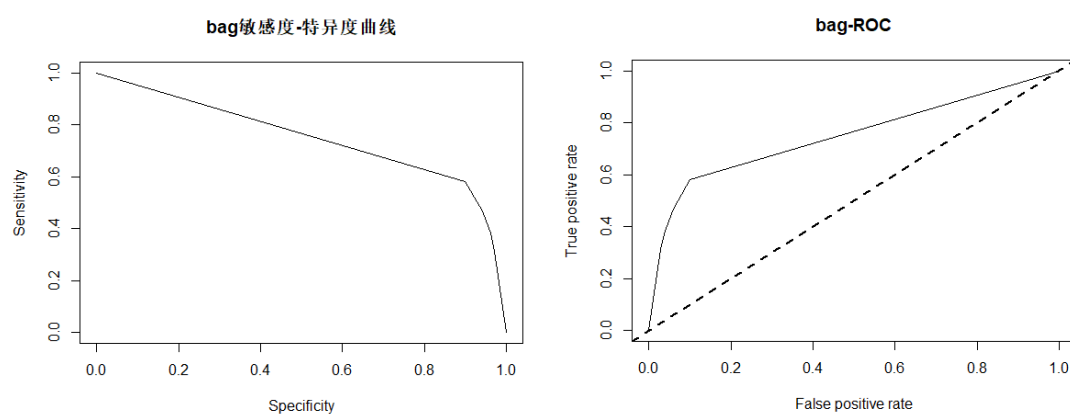 bag敏感度-特异度曲线
Sensitivity
1.0
0.8
0.6
0.4
0.2
0.0
0.0 0.2 0.4 0.6 0.8 1.0
Specificity
bag-ROC
True positive rate
1.0
0.8
0.6
0.4
0.2
0.0
0.0 0.2 0.4 0.6 0.8 1.0
False positive rate